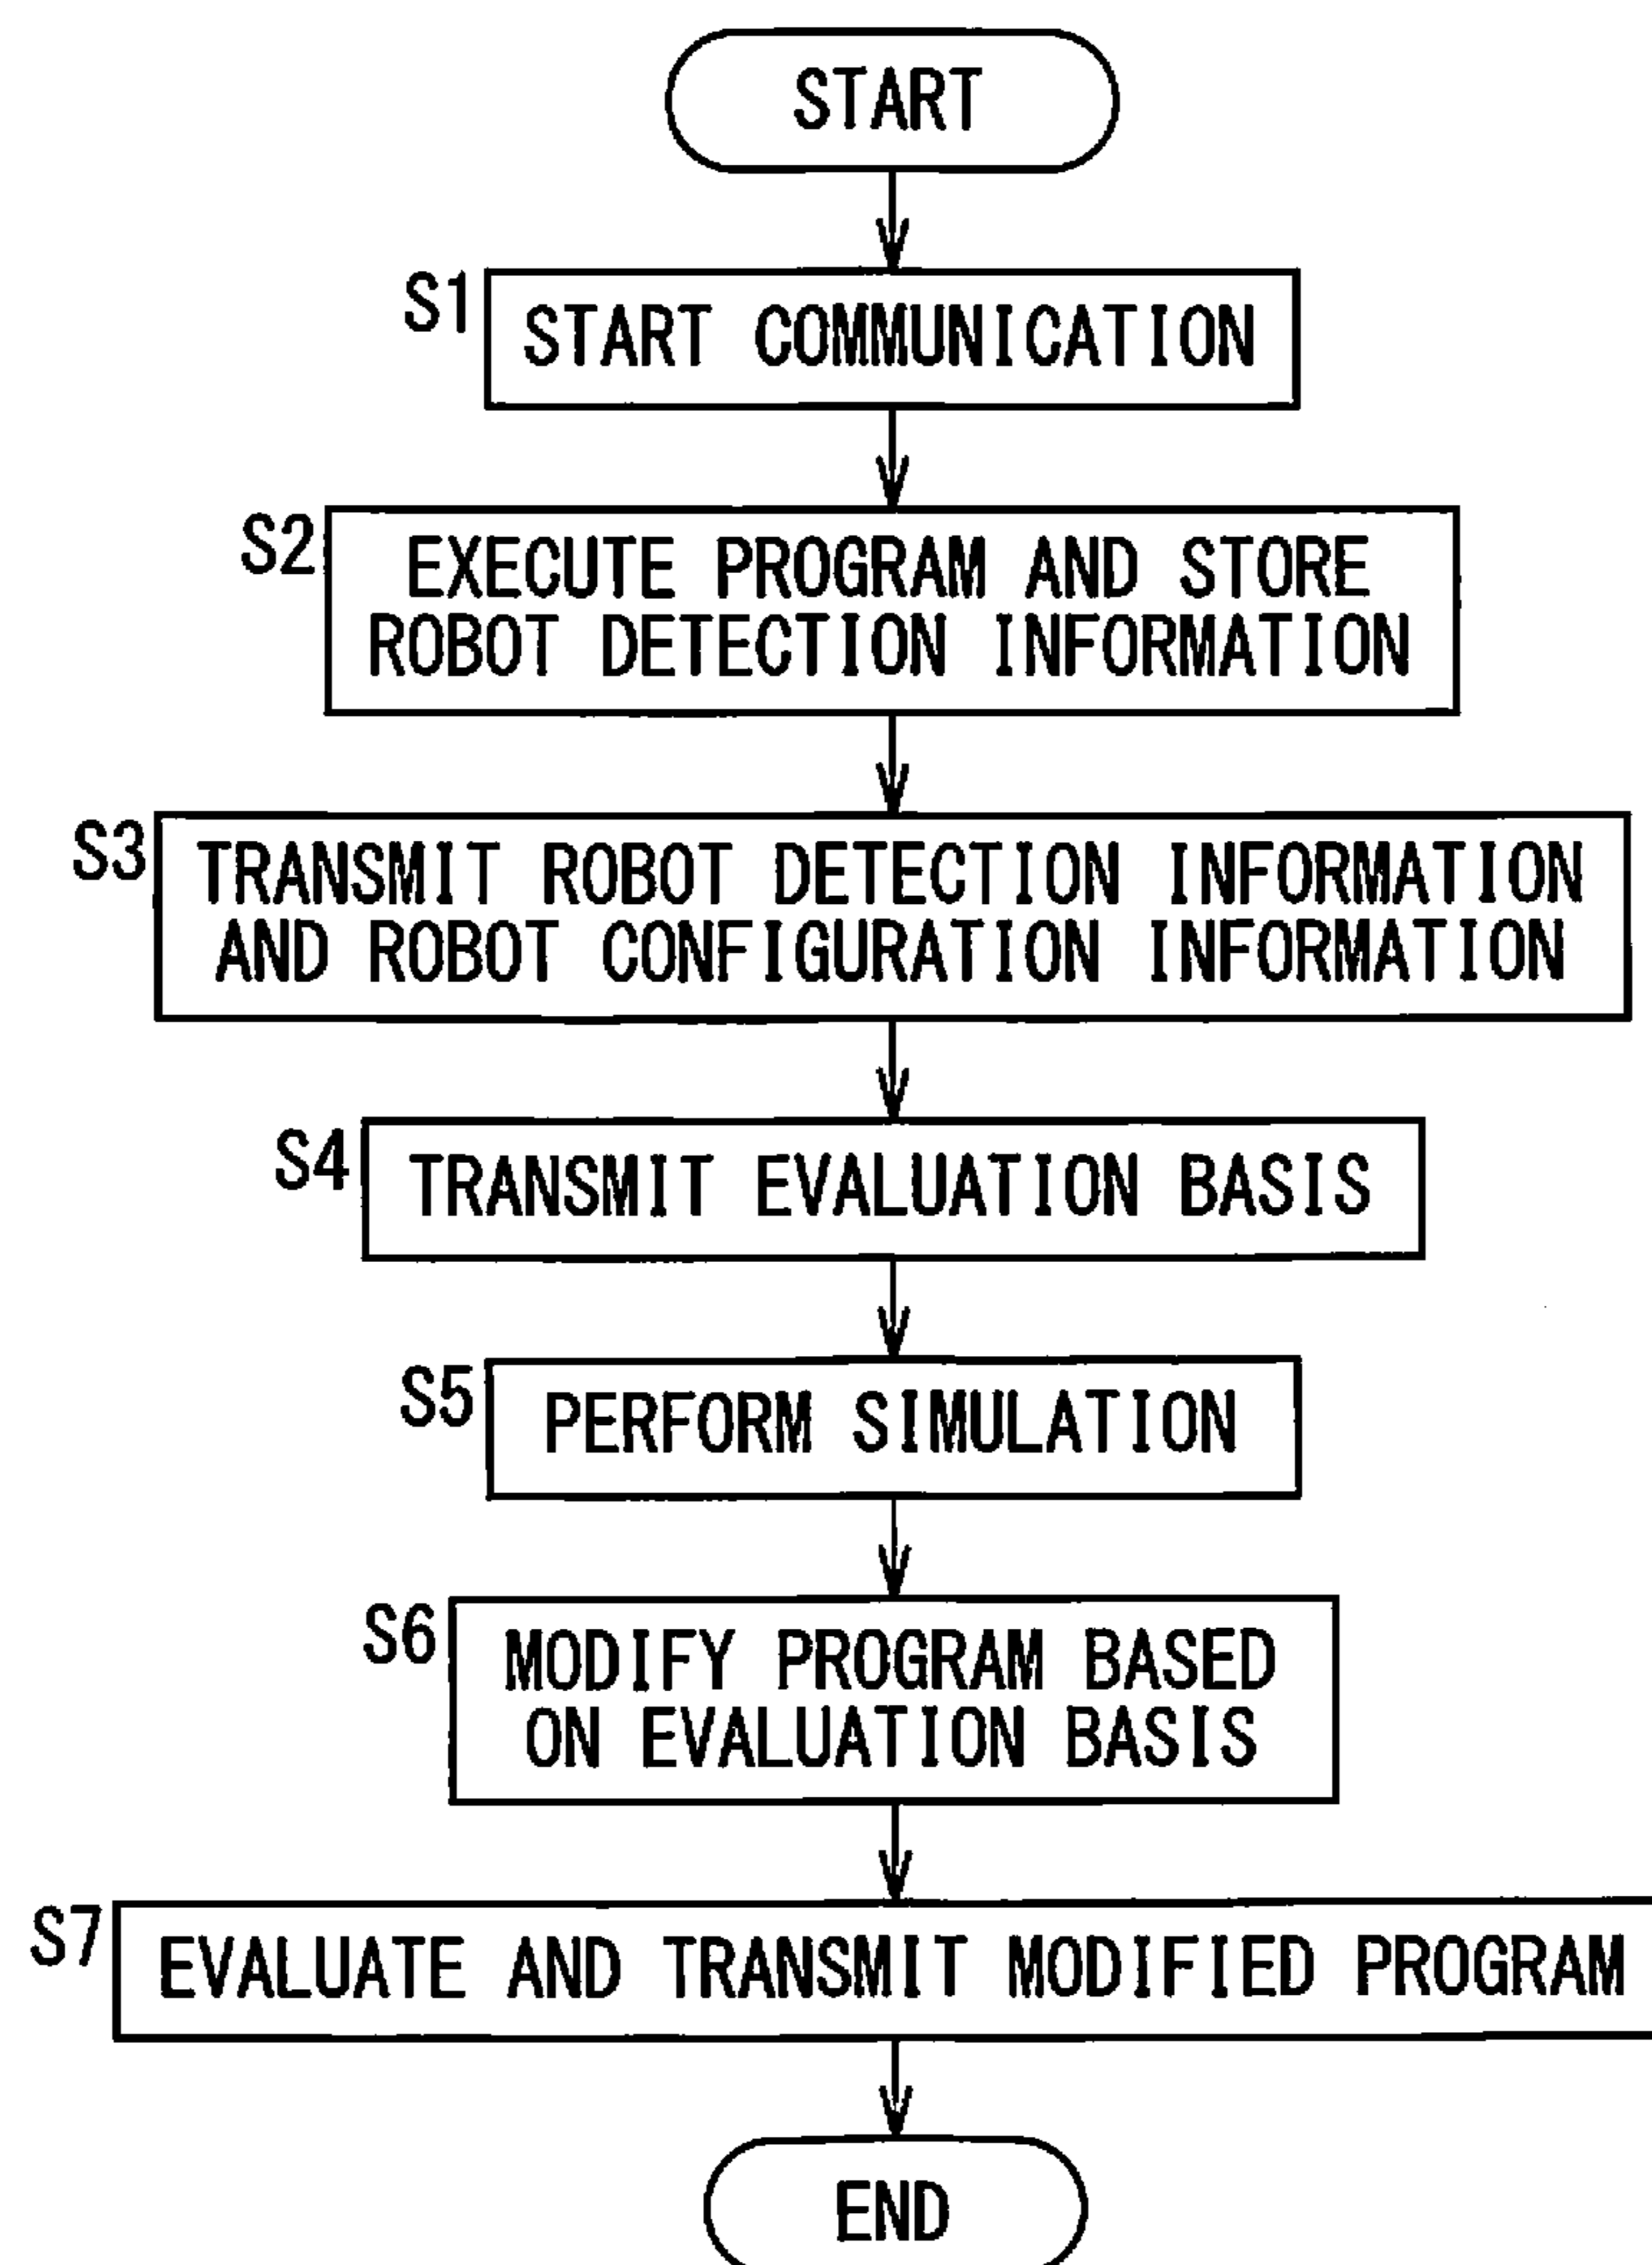 START
S1
START COMMUNICATION
S2
EXECUTE PROGRAM AND STORE
ROBOT DETECTION INFORMATION
S3
TRANSMIT ROBOT DETECTION INFORMATION
AND ROBOT CONFIGURATION INFORMATION
S4
TRANSMIT EVALUATION BASIS
S5
PERFORM SIMULATION
S6
MODIFY PROGRAM BASED
ON EVALUATION BASIS
S7
EVALUATE AND TRANSMIT MODIFIED PROGRAM
END